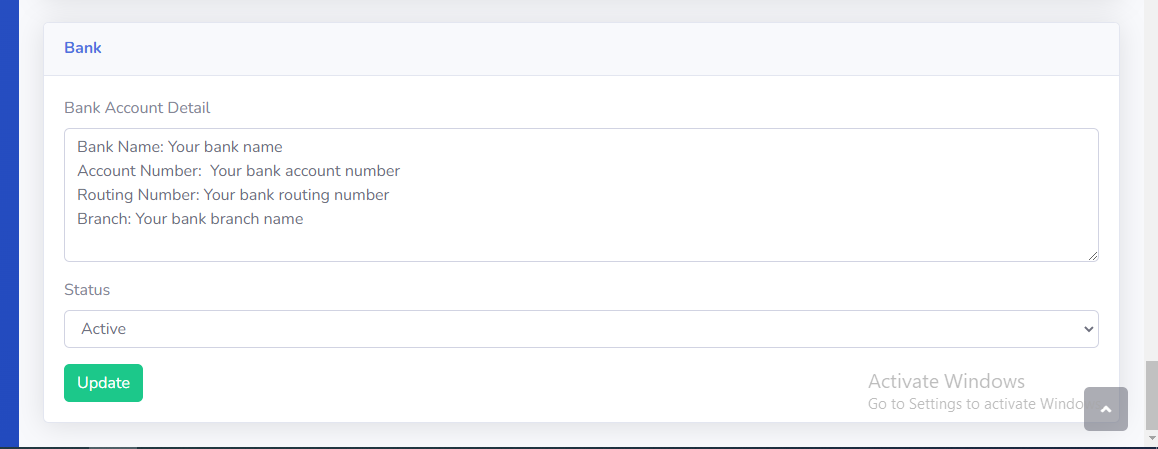 Bank
Bank Account Detail
Bank Name: Your bank name
Account Number:  Your bank account number
Routing Number: Your bank routing number
Branch: Your bank branch name
Status
Active
Update
Activate Windows
Go to Settings to activate